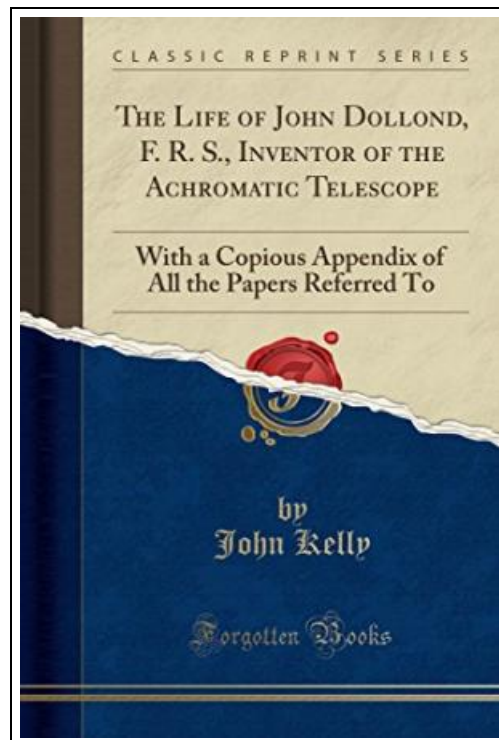 CLASSIC REPRINT SERIES
THE LIFE OF JOHN DOLLOND,
F. R. S., INVENTOR OF THE
ACHROMATIC TELESCOPE
With a Copious Appendix of
All the Papers Referred To
F
by
John Kelly
Forgotten Books